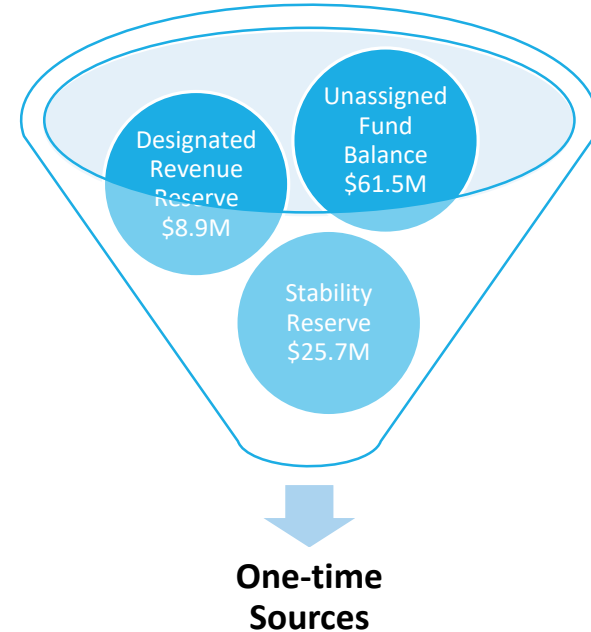 Unassigned
Fund
Balance
$61.5M
Designated
Revenue
Reserve
$8.9M
Stability
Reserve
$25.7M
One-time
Sources